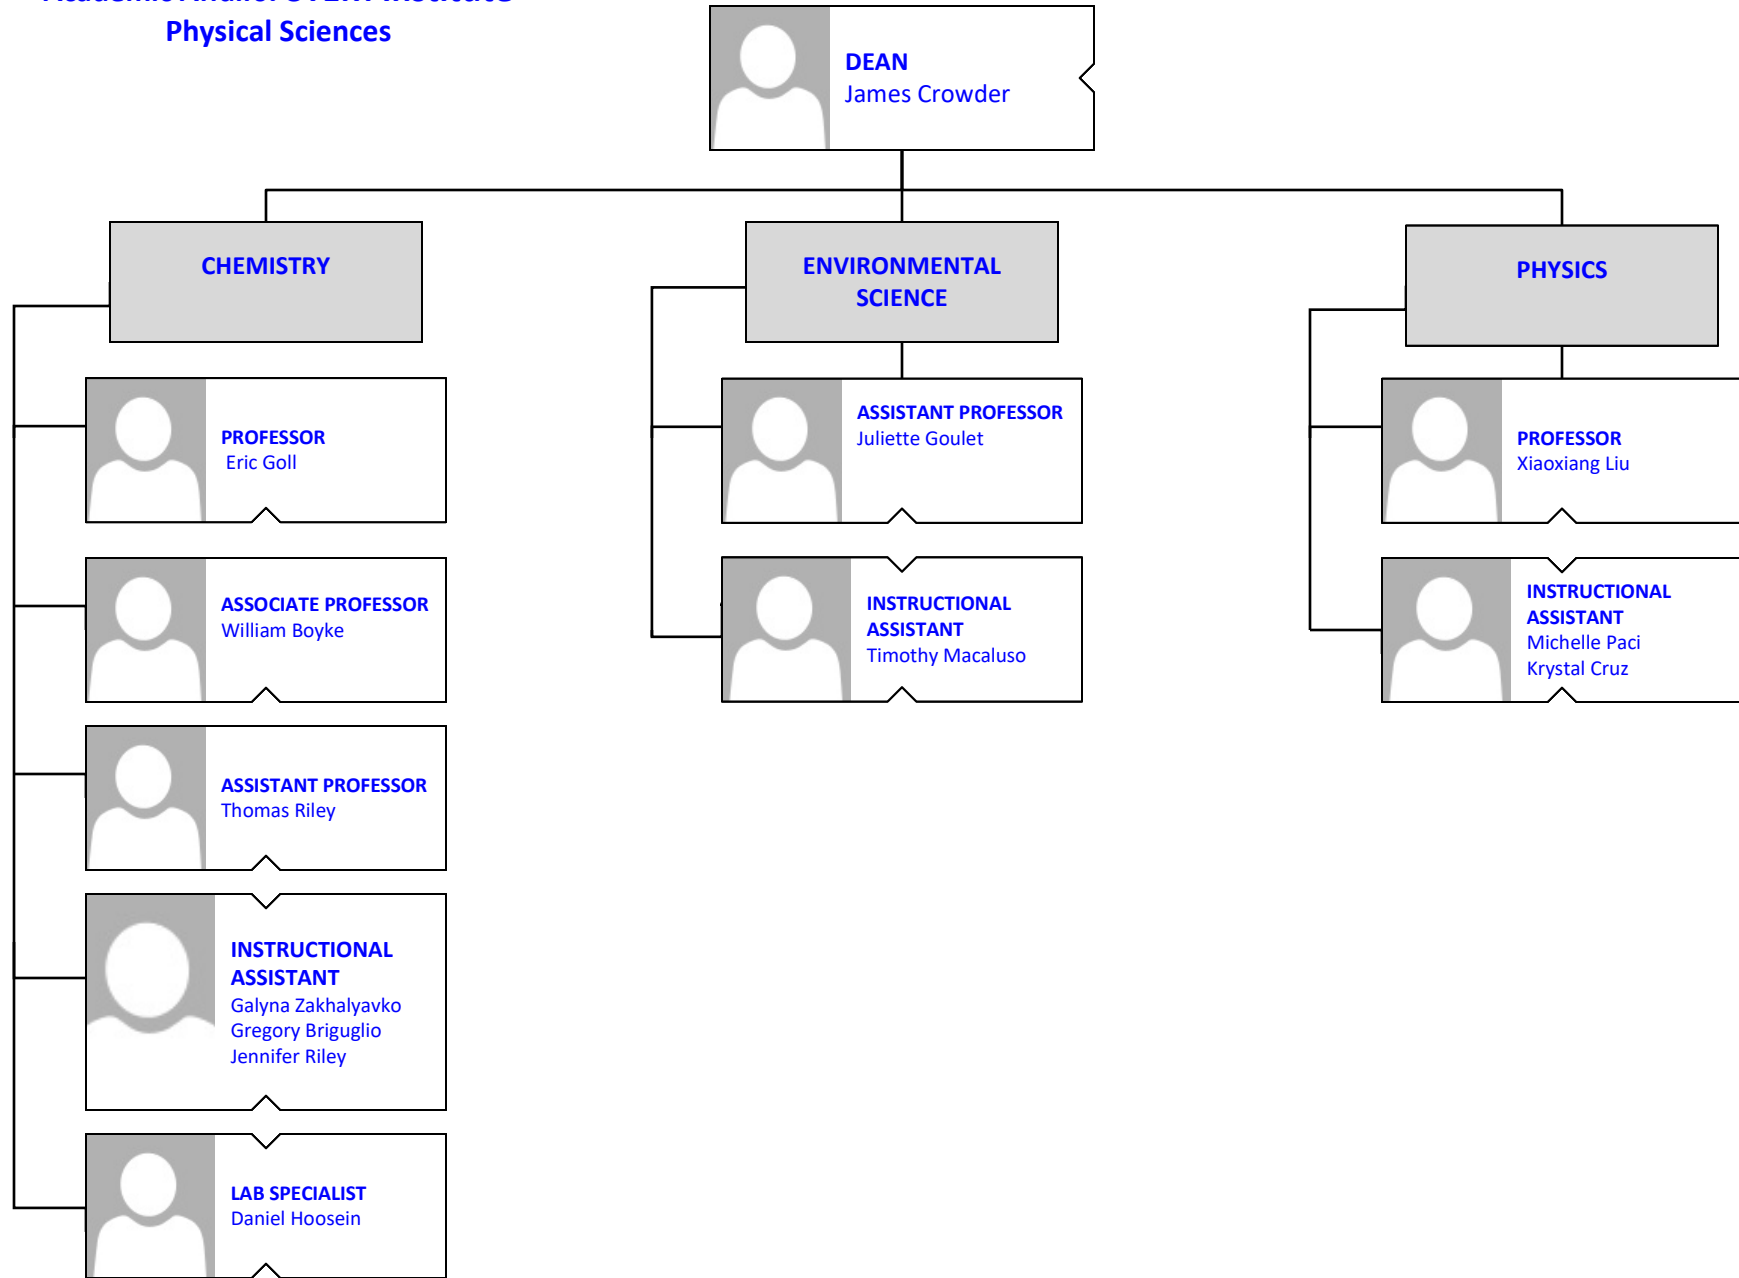 Physical Sciences
DEAN
James Crowder
CHEMISTRY
PROFESSOR
Eric Goll
ASSOCIATE PROFESSOR
William Boyke
ASSISTANT PROFESSOR
Thomas Riley
INSTRUCTIONAL
ASSISTANT
Galyna Zakhalyavko
Gregory Briguglio
Jennifer Riley
LAB SPECIALIST
Daniel Hoosein
ENVIRONMENTAL
SCIENCE
ASSISTANT PROFESSOR
Juliette Goulet
INSTRUCTIONAL
ASSISTANT
Timothy Macaluso
PHYSICS
PROFESSOR
Xiaoxiang Liu
INSTRUCTIONAL
ASSISTANT
Michelle Paci
Krystal Cruz